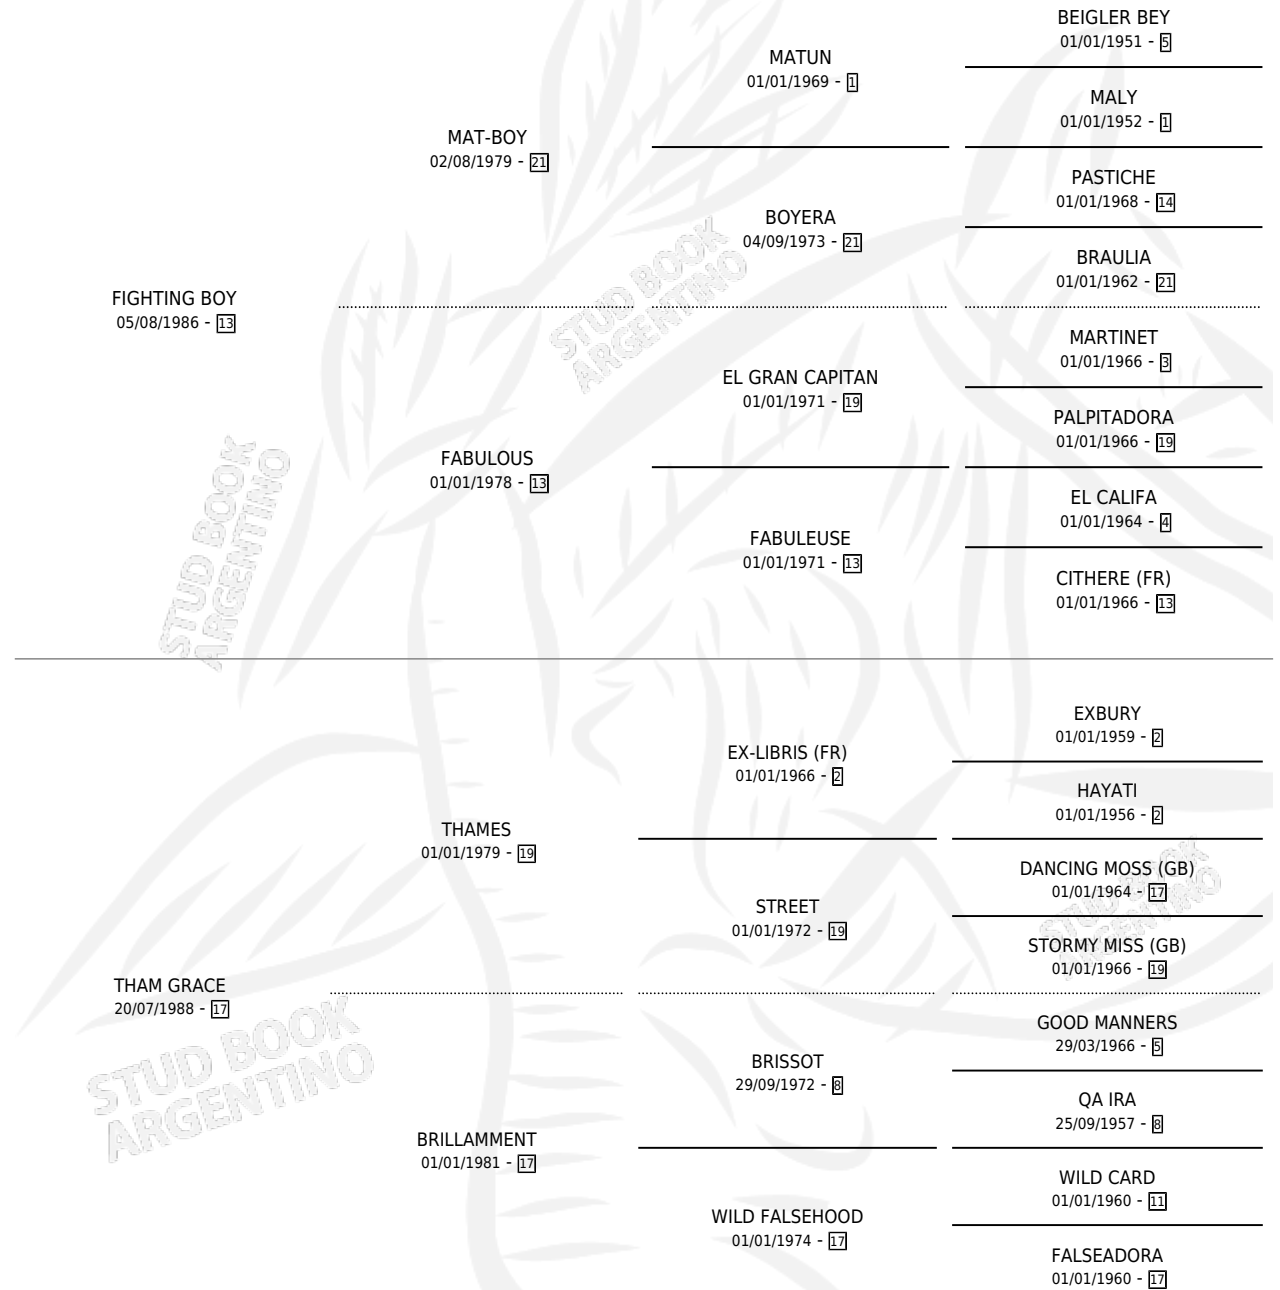 BEIGLER BEY
01/01/1951 - 5
MATUN
01/01/1969 - 1
MALY
01/01/1952 - 1
MAT-BOY
02/08/1979 - 21
PASTICHE
01/01/1968 - 14
BOYERA
04/09/1973 - 21
BRAULIA
01/01/1962 - 21
FIGHTING BOY
05/08/1986 - 13
STUD BOOK
ARGENTINO
MARTINET
01/01/1966 - 3
EL GRAN CAPITAN
01/01/1971 - 19
PALPITADORA
01/01/1966 - 19
FABULOUS
01/01/1978 - 13
EL CALIFA
01/01/1964 - 4
FABULEUSE
01/01/1971 - 13
CITHERE (FR)
01/01/1966 - 13
STUD BOOK
ARGENTINO
EXBURY
01/01/1959 - 2
EX-LIBRIS (FR)
01/01/1966 - 2
HAYATI
01/01/1956 - 2
THAMES
01/01/1979 - 19
DANCING MOSS (GB)
01/01/1964 - 17
STUD BOOK
ARGENTINO
STREET
01/01/1972 - 19
STORMY MISS (GB)
01/01/1966 - 19
THAM GRACE
20/07/1988 - 17
STUD BOOK
ARGENTINO
GOOD MANNERS
29/03/1966 - 5
BRISSOT
29/09/1972 - 8
QA IRA
25/09/1957 - 8
BRILLAMMENT
01/01/1981 - 17
WILD CARD
01/01/1960 - 11
WILD FALSEHOOD
01/01/1974 - 17
FALSEADORA
01/01/1960 - 17